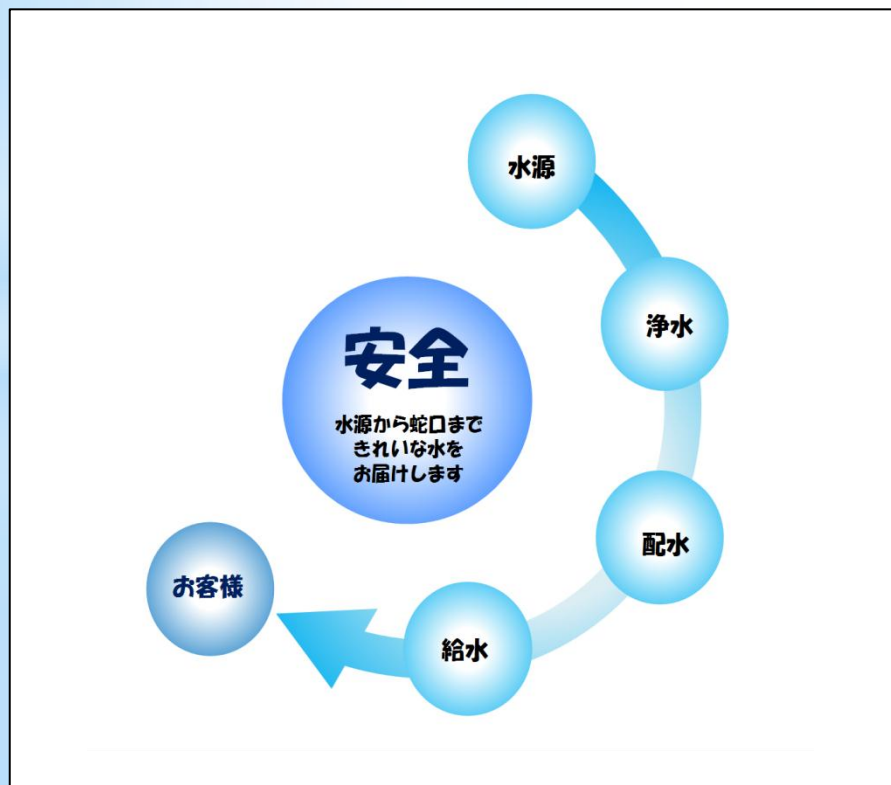 水源
浄水
安全
水源から蛇口まで
きれいな水を
お届けします
配水
お客様
給水